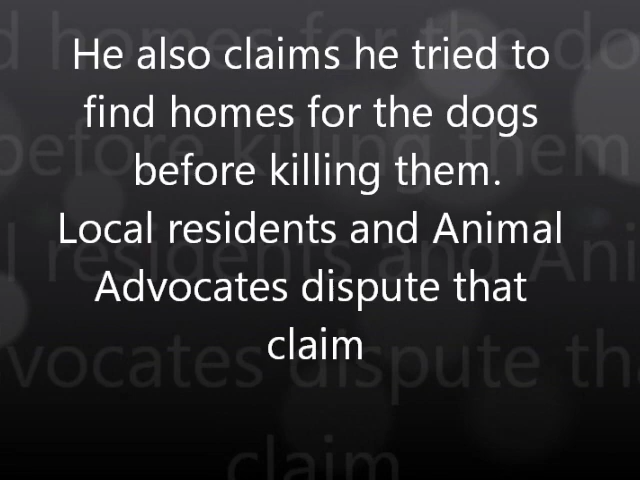 He also claims he tried to
find homes for the dogs
before killing them.
Local residents and Animal
Advocates dispute that
claim